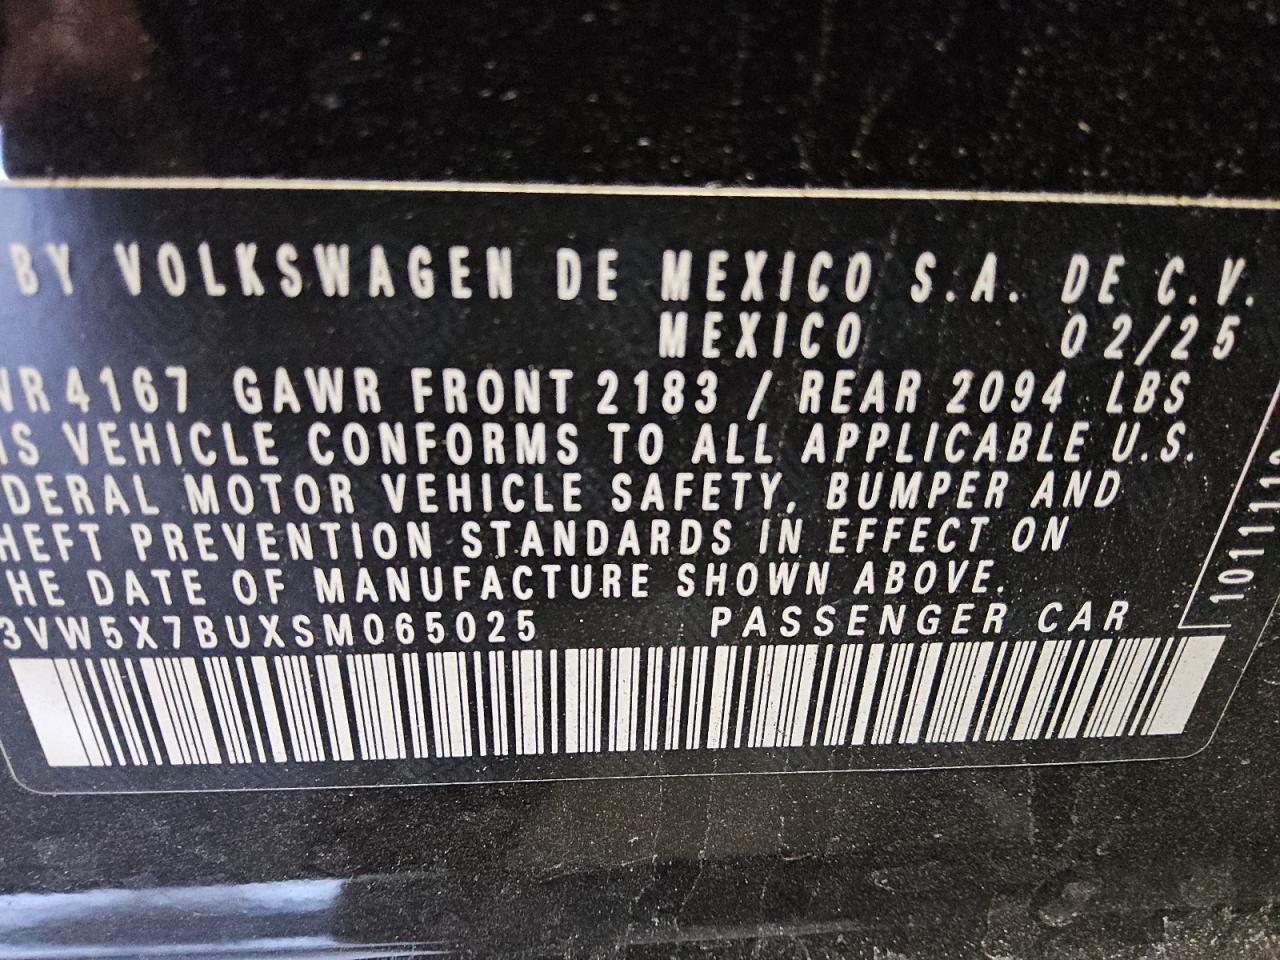 BY VOLKSWAGEN DE MEXICO S.A. DE C.V.
MEXICO 02/25
WR 4167 GAWR FRONT 2183 / REAR 2094 LBS
IS VEHICLE CONFORMS TO ALL APPLICABLE U.S.
DERAL MOTOR VEHICLE SAFETY, BUMPER AND
HEFT PREVENTION STANDARDS IN EFFECT ON
HE DATE OF MANUFACTURE SHOWN ABOVE.
3VW5X7BUXSM065025 PASSENGER CAR